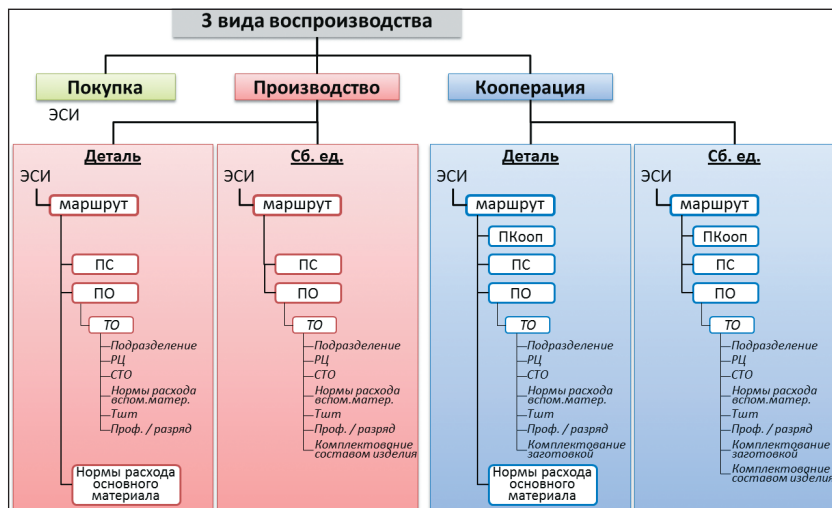 3 вида воспроизводства
Покупка
Производство
Кооперация
ЭСИ
Деталь
ЭСИ
маршрут
ПС
ПО
ТО
Подразделение
РЦ
СТО
Нормы расхода
вспом.матер.
Тшт
Проф. / разряд
Нормы расхода
основного
материала
Сб. ед.
ЭСИ
маршрут
ПС
ПО
ТО
Подразделение
РЦ
СТО
Нормы расхода
вспом.матер.
Тшт
Проф. / разряд
Комплектование
составом изделия
Деталь
ЭСИ
маршрут
ПКооп
ПС
ПО
ТО
Подразделение
РЦ
СТО
Нормы расхода
вспом.матер.
Тшт
Проф. / разряд
Комплектование
заготовкой
Нормы расхода
основного
материала
Сб. ед.
ЭСИ
маршрут
ПКооп
ПС
ПО
ТО
Подразделение
РЦ
СТО
Нормы расхода
вспом.матер.
Тшт
Проф. / разряд
Комплектование
заготовкой
Комплектование
составом изделия